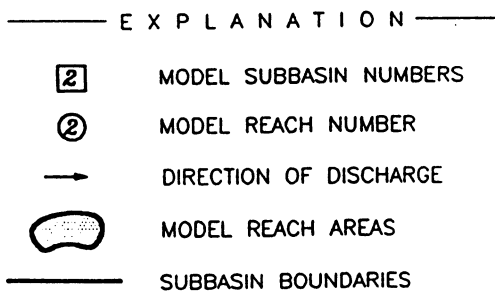 EXPLANATION
2 MODEL SUBBASIN NUMBERS
2 MODEL REACH NUMBER
DIRECTION OF DISCHARGE
MODEL REACH AREAS
SUBBASIN BOUNDARIES